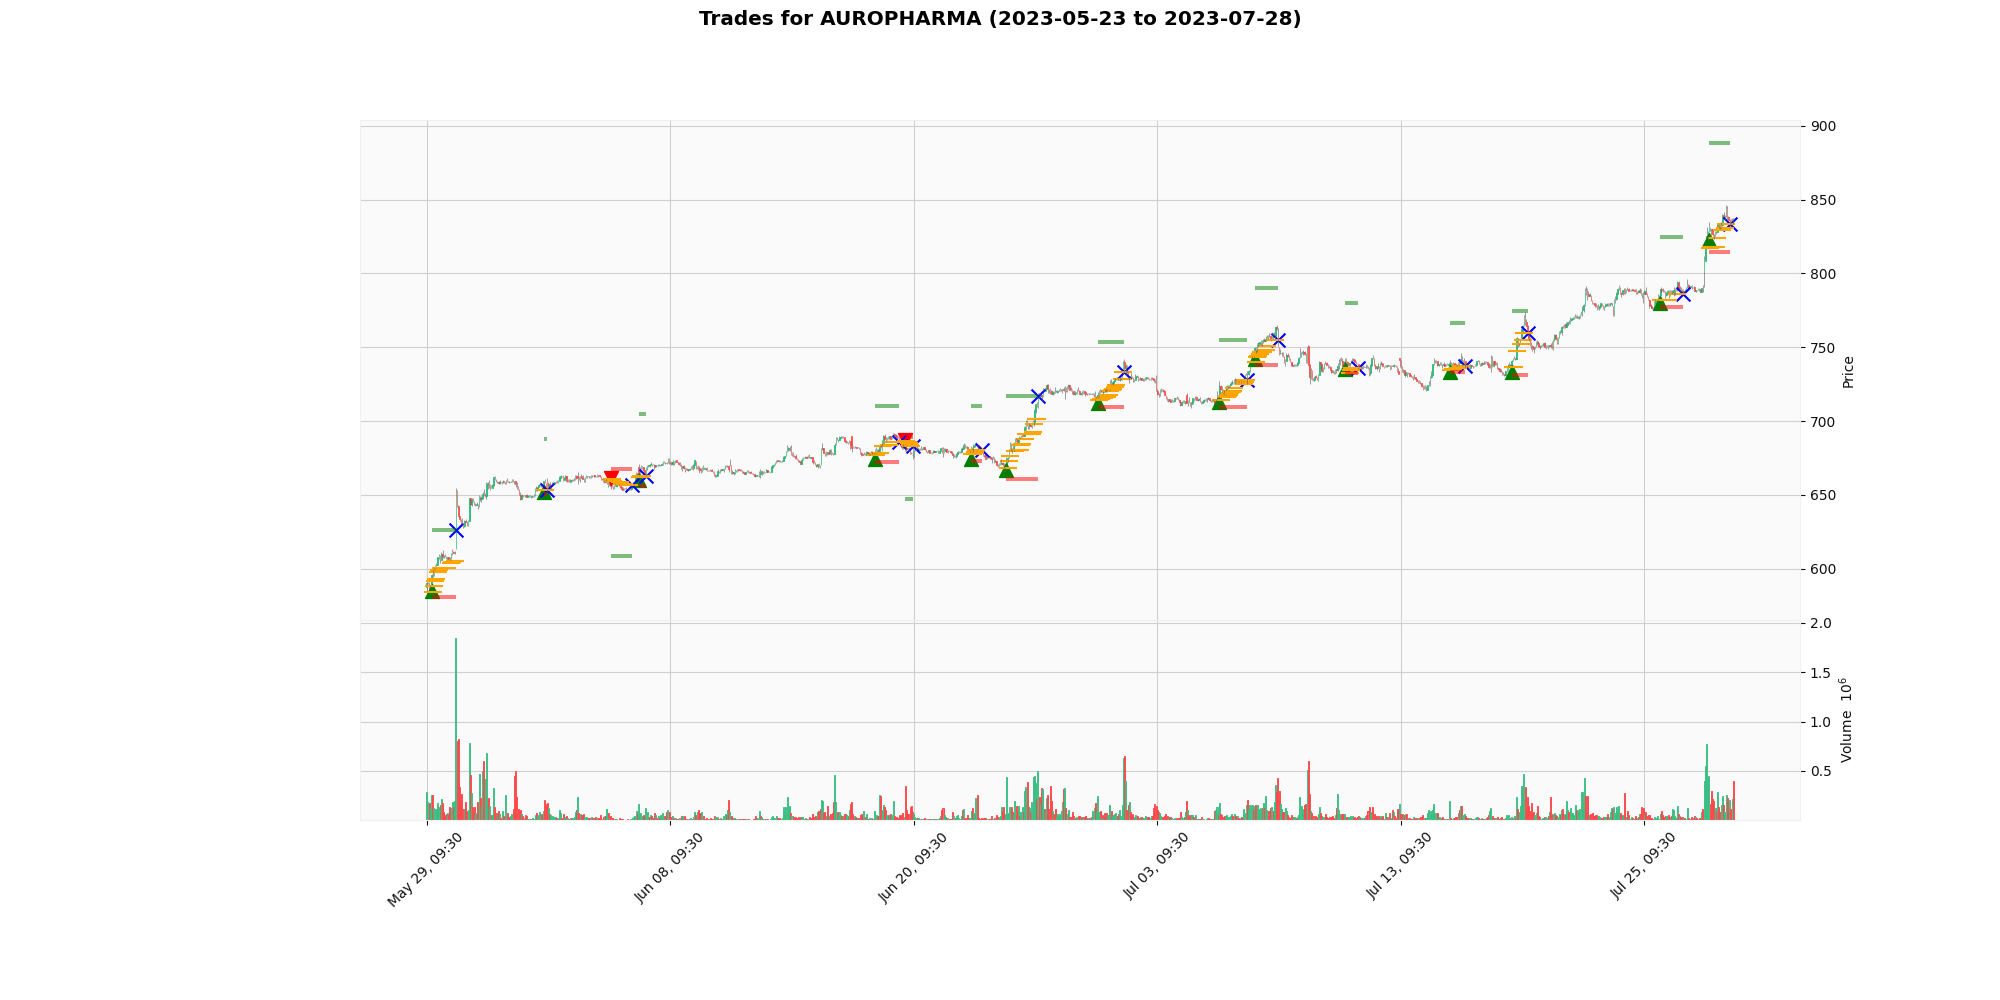 Trades for AUROPHARMA (2023-05-23 to 2023-07-28)
900
850
800
750
700
650
600
Price
2.0
1.5
1.0
0.5
Volume 10^6
May 29, 09:30
Jun 08, 09:30
Jun 20, 09:30
Jul 03, 09:30
Jul 13, 09:30
Jul 25, 09:30